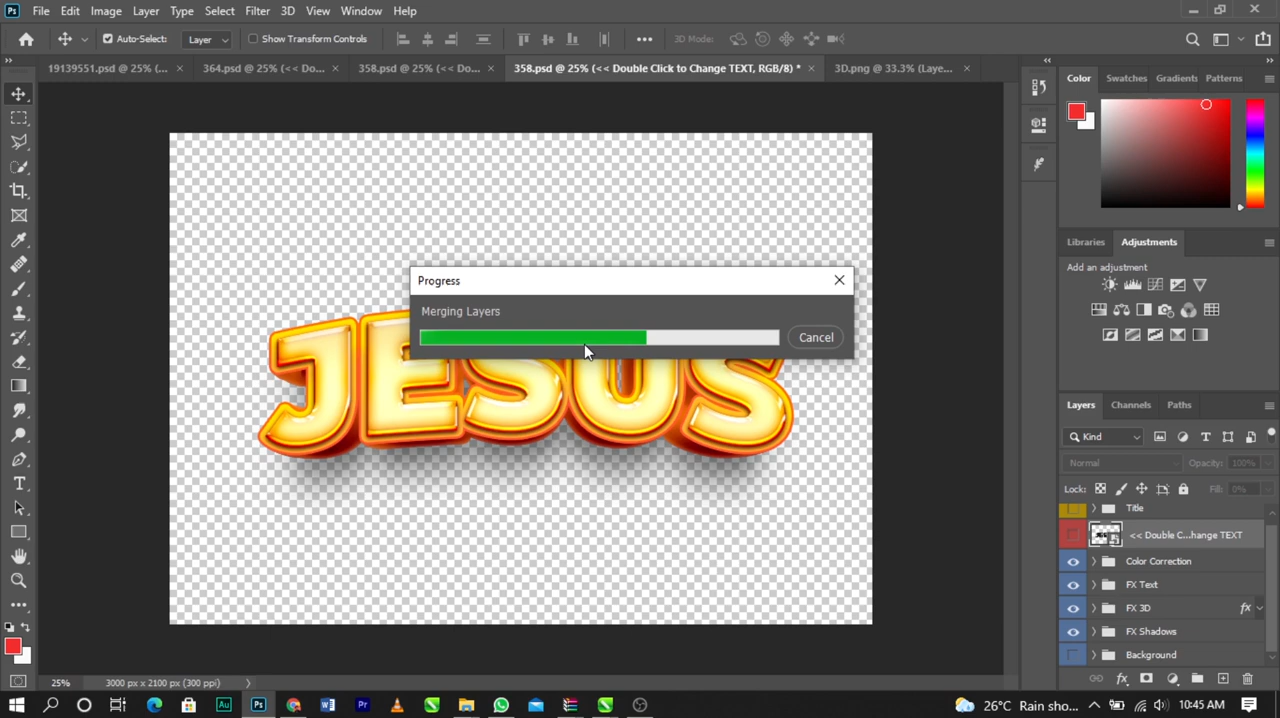 Ps File Edit Image Layer Type Select Filter 3D View Window Help
Auto-Select: Layer Show Transform Controls 3D Mode:
19139551.psd @ 25% (... × 364.psd @ 25% (<< Do... × 358.psd @ 25% (<< Do... × 358.psd @ 25% (<< Double Click to Change TEXT, RGB/8) * × 3D.png @ 33.3% (Laye... ×
Color Swatches Gradients Patterns
Libraries Adjustments
Add an adjustment
Progress
Merging Layers
Cancel
JESUS
Layers Channels Paths
Kind
Normal Opacity: 100%
Lock: Fill: 0%
Title
<< Double C...hange TEXT
Color Correction
FX Text
FX 3D fx
FX Shadows
Background
25% 3000 px x 2100 px (300 ppi)
fx
Au Ps W Pr 26°C Rain sho... 10:45 AM